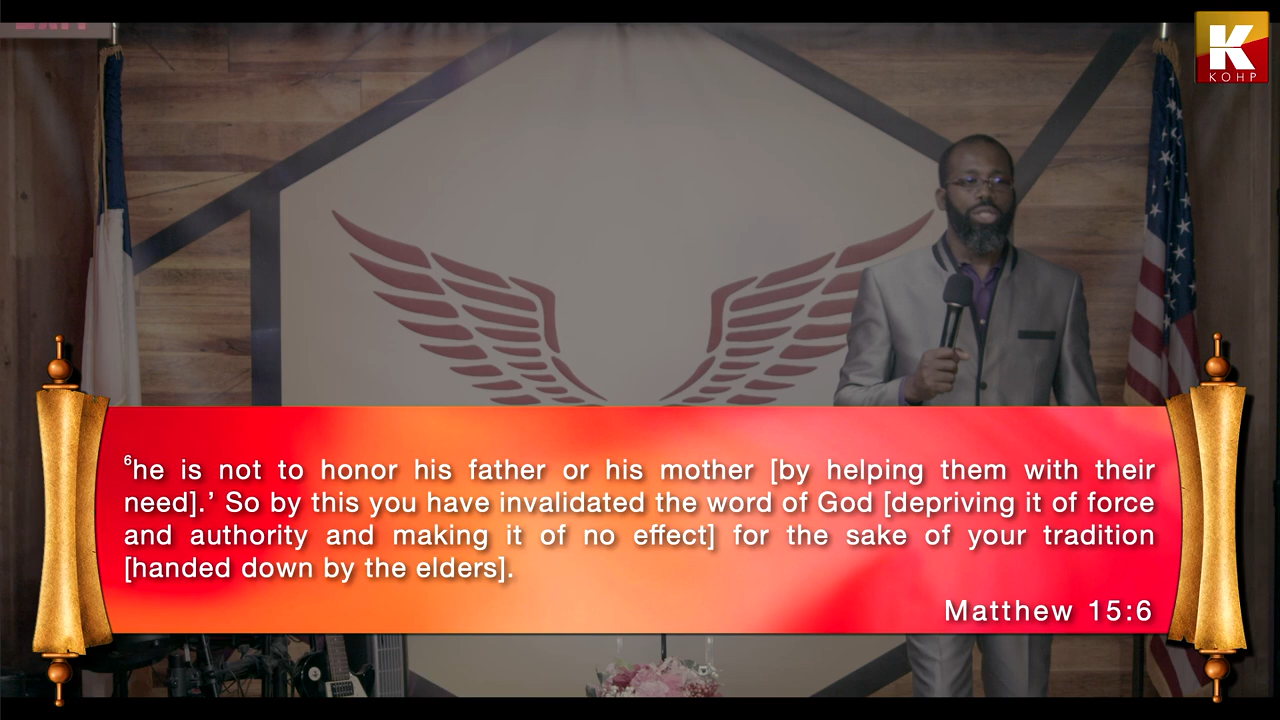 EXIT
K
KOHP
⁶he is not to honor his father or his mother [by helping them with their
need].’ So by this you have invalidated the word of God [depriving it of force
and authority and making it of no effect] for the sake of your tradition
[handed down by the elders].
Matthew 15:6